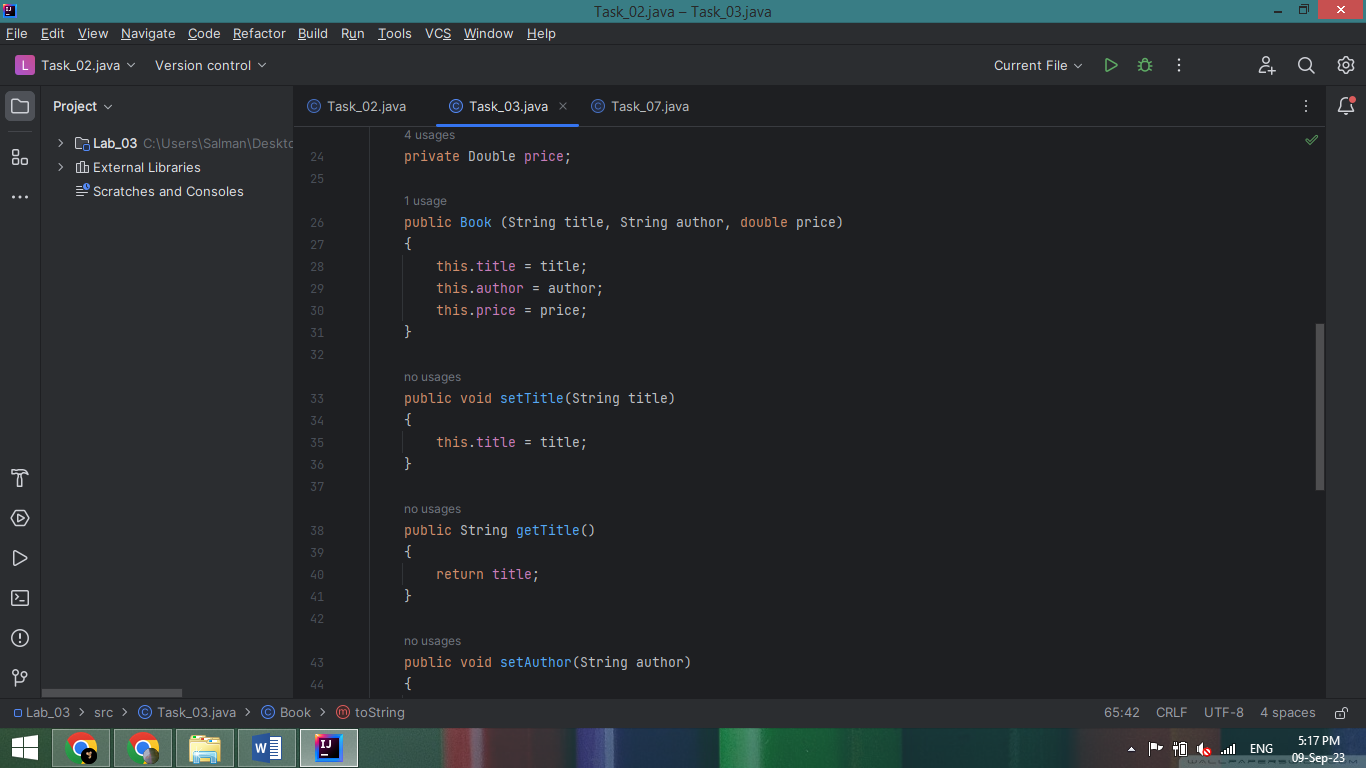 Task_02.java – Task_03.java
File Edit View Navigate Code Refactor Build Run Tools VCS Window Help
L Task_02.java Version control Current File
Project
Task_02.java Task_03.java Task_07.java
Lab_03 C:\Users\Salman\Deskto
External Libraries
Scratches and Consoles
4 usages
24 private Double price;
25
1 usage
26 public Book (String title, String author, double price)
27 {
28 this.title = title;
29 this.author = author;
30 this.price = price;
31 }
32
no usages
33 public void setTitle(String title)
34 {
35 this.title = title;
36 }
37
no usages
38 public String getTitle()
39 {
40 return title;
41 }
42
no usages
43 public void setAuthor(String author)
44 {
Lab_03 > src > Task_03.java > Book > toString 65:42 CRLF UTF-8 4 spaces
ENG 5:17 PM
09-Sep-23